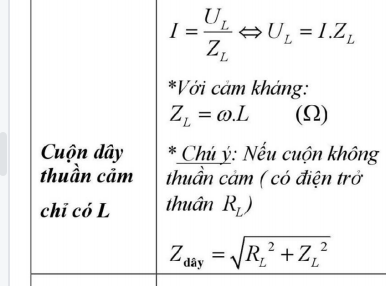 I = U_L / Z_L ⇔ U_L = I.Z_L
*Với cảm kháng:
Z_L = ω.L (Ω)
Cuộn dây
thuần cảm
chỉ có L
* Chú ý: Nếu cuộn không
thuần cảm ( có điện trở
thuân R_L)
Z_dây = √(R_L² + Z_L²)